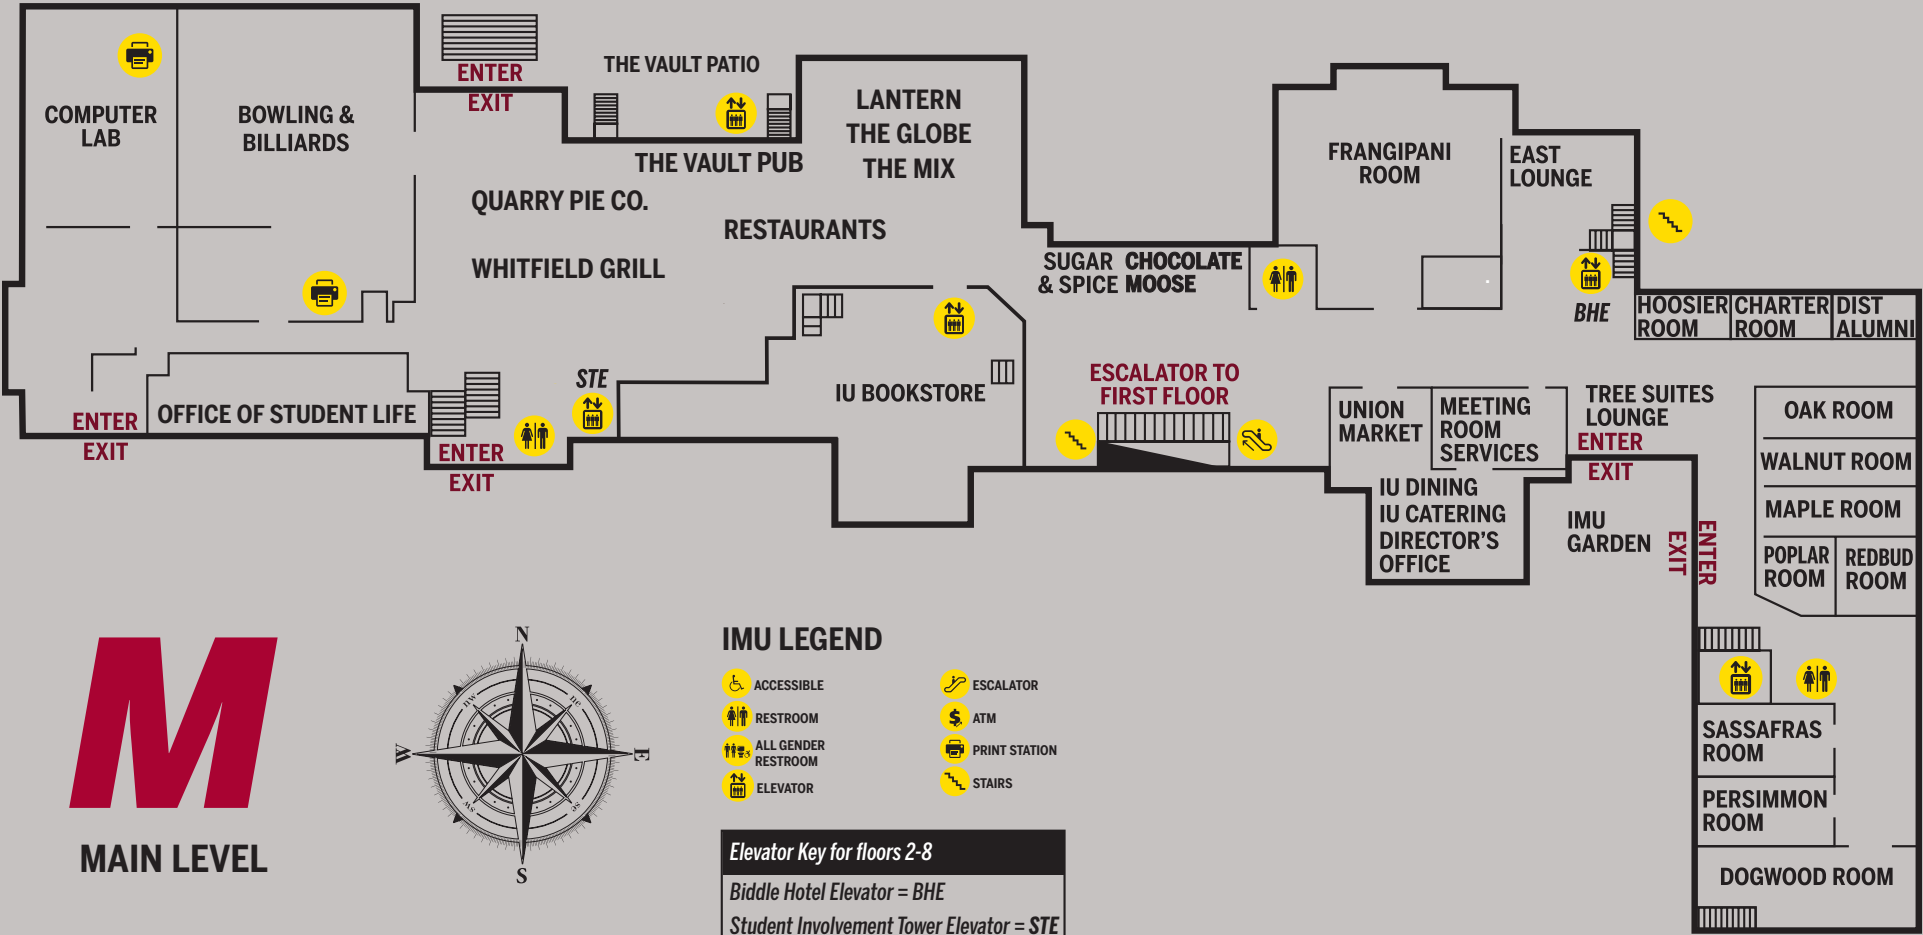 COMPUTER
LAB
BOWLING &
BILLIARDS
ENTER
EXIT
THE VAULT PATIO
THE VAULT PUB
LANTERN
THE GLOBE
THE MIX
QUARRY PIE CO.
RESTAURANTS
WHITFIELD GRILL
SUGAR
& SPICE
CHOCOLATE
MOOSE
FRANGIPANI
ROOM
EAST
LOUNGE
BHE
HOOSIER
ROOM
CHARTER
ROOM
DIST
ALUMNI
ENTER
EXIT
OFFICE OF STUDENT LIFE
ENTER
EXIT
STE
IU BOOKSTORE
ESCALATOR TO
FIRST FLOOR
UNION
MARKET
MEETING
ROOM
SERVICES
TREE SUITES
LOUNGE
ENTER
EXIT
IU DINING
IU CATERING
DIRECTOR'S
OFFICE
IMU
GARDEN
ENTER
EXIT
OAK ROOM
WALNUT ROOM
MAPLE ROOM
POPLAR
ROOM
REDBUD
ROOM
SASSAFRAS
ROOM
PERSIMMON
ROOM
DOGWOOD ROOM
M
MAIN LEVEL
N
nw
ne
W
E
sw
se
S
IMU LEGEND
ACCESSIBLE
RESTROOM
ALL GENDER
RESTROOM
ELEVATOR
ESCALATOR
$
ATM
PRINT STATION
STAIRS
Elevator Key for floors 2-8
Biddle Hotel Elevator = BHE
Student Involvement Tower Elevator = STE